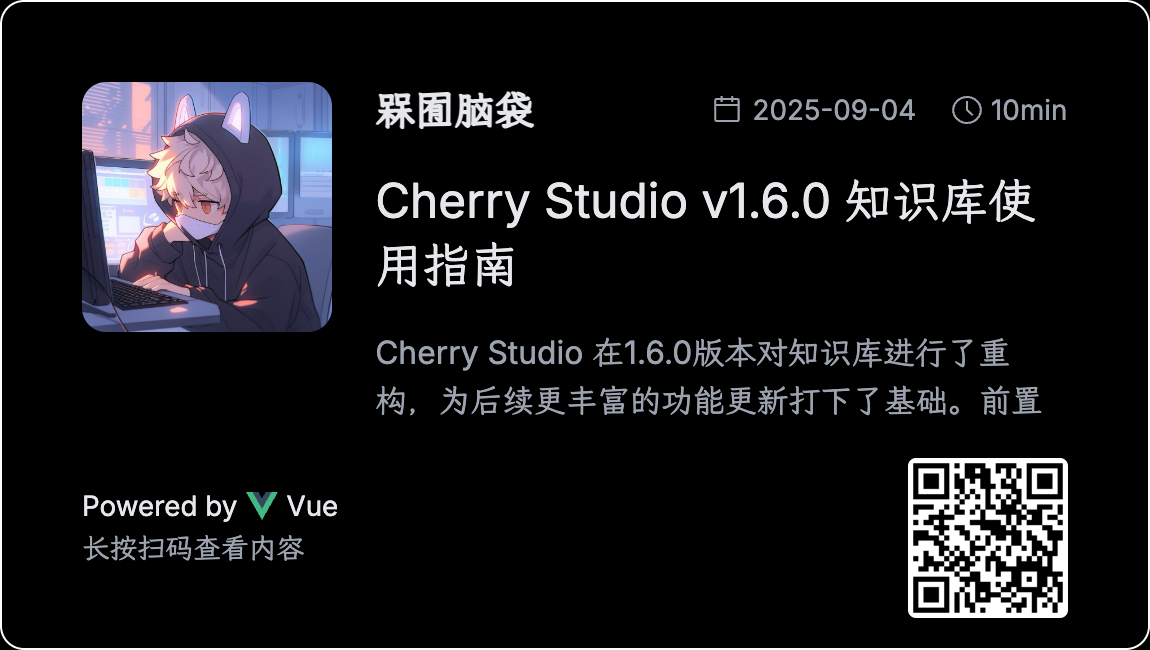 槑囿脑袋
2025-09-04
10min
Cherry Studio v1.6.0 知识库使
用指南
Cherry Studio 在1.6.0版本对知识库进行了重
构，为后续更丰富的功能更新打下了基础。前置
Powered by Vue
长按扫码查看内容